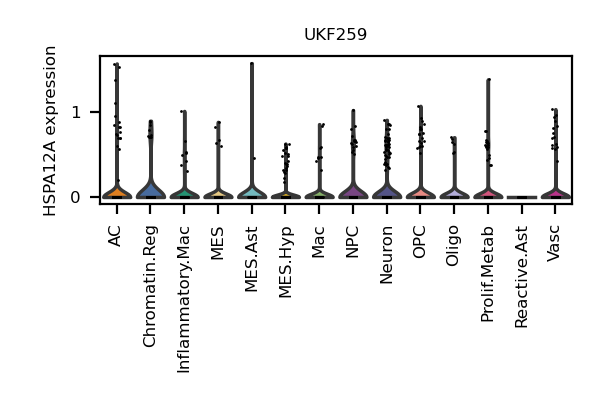 UKF259
HSPA12A expression
1
0
AC
Chromatin.Reg
Inflammatory.Mac
MES
MES.Ast
MES.Hyp
Mac
NPC
Neuron
OPC
Oligo
Prolif.Metab
Reactive.Ast
Vasc